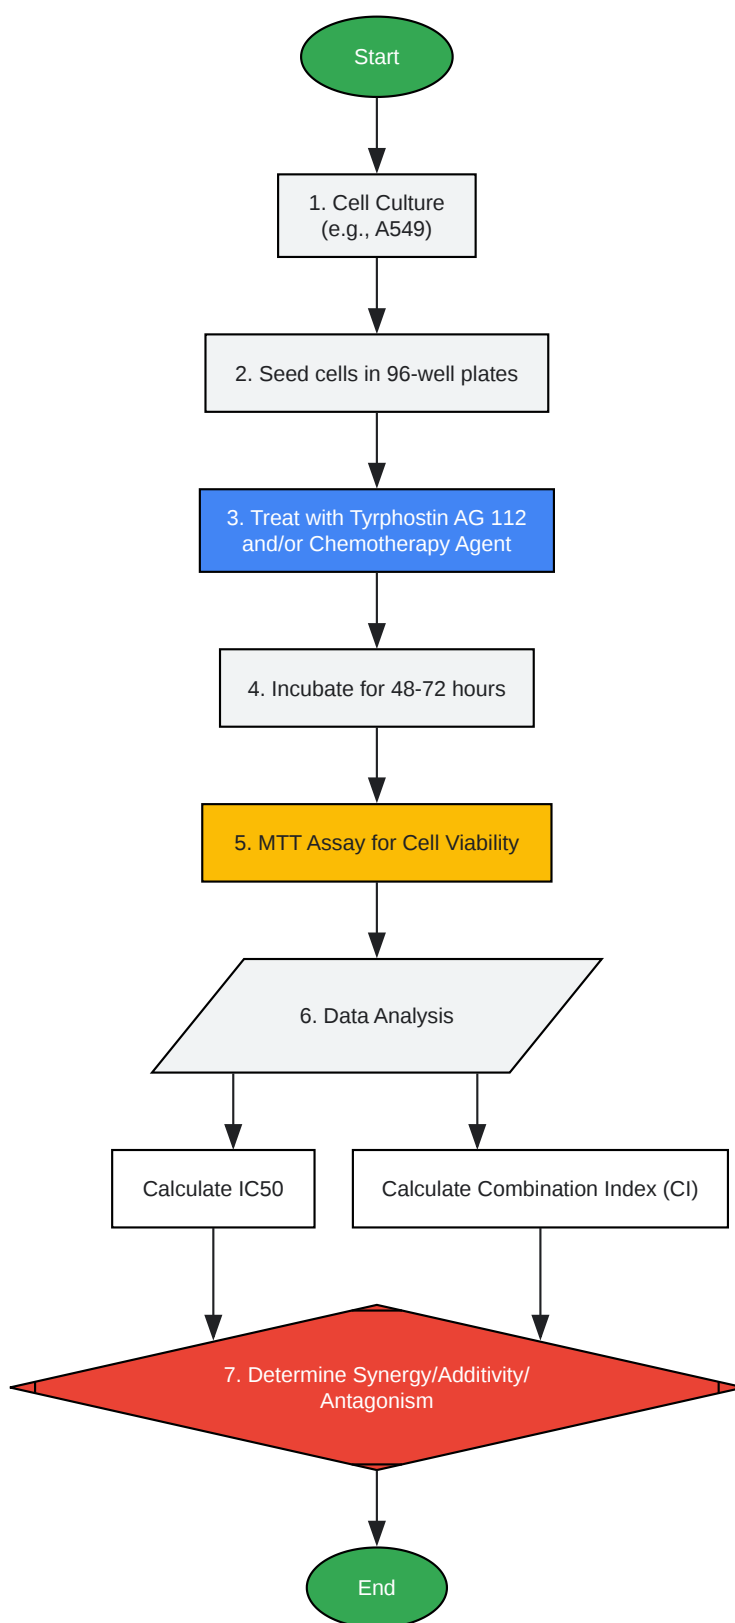 Start
1. Cell Culture
(e.g., A549)
2. Seed cells in 96-well plates
3. Treat with Tyrphostin AG 112
and/or Chemotherapy Agent
4. Incubate for 48-72 hours
5. MTT Assay for Cell Viability
6. Data Analysis
Calculate IC50
Calculate Combination Index (CI)
7. Determine Synergy/Additivity/
Antagonism
End